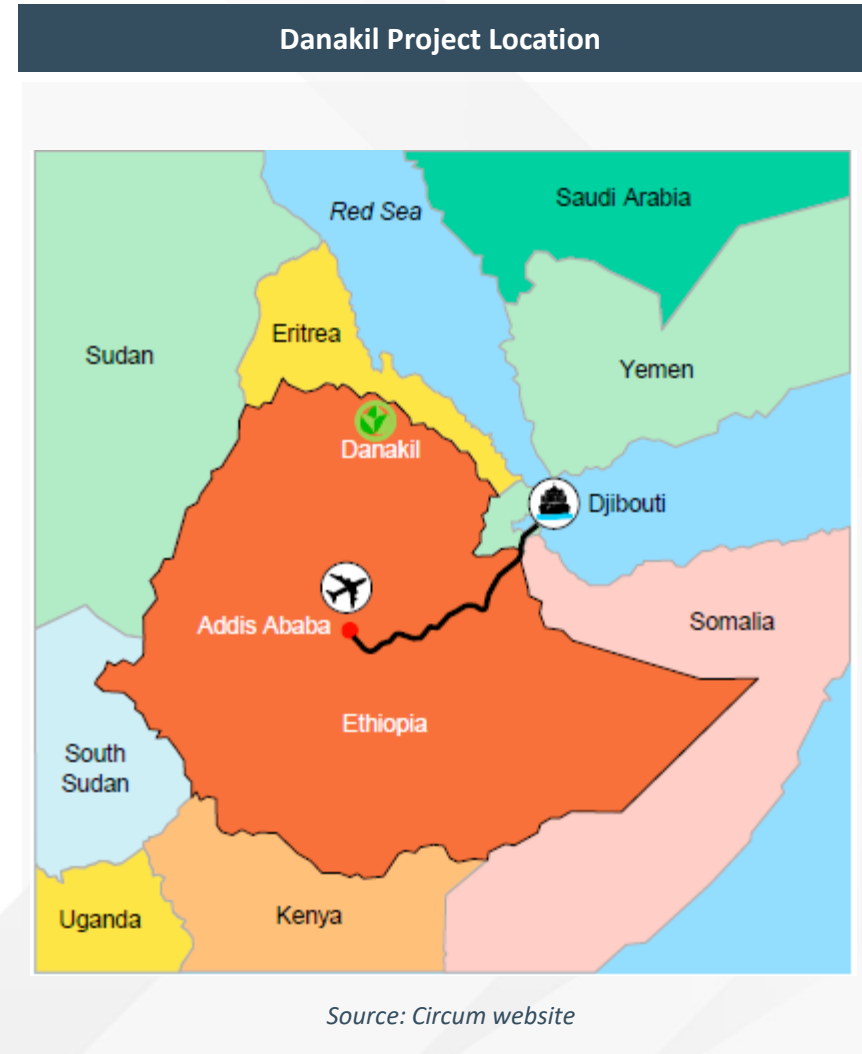 Danakil Project Location
Red Sea
Saudi Arabia
Eritrea
Sudan
Yemen
Danakil
Djibouti
Addis Ababa
Somalia
Ethiopia
South
Sudan
Uganda
Kenya
Source: Circum website